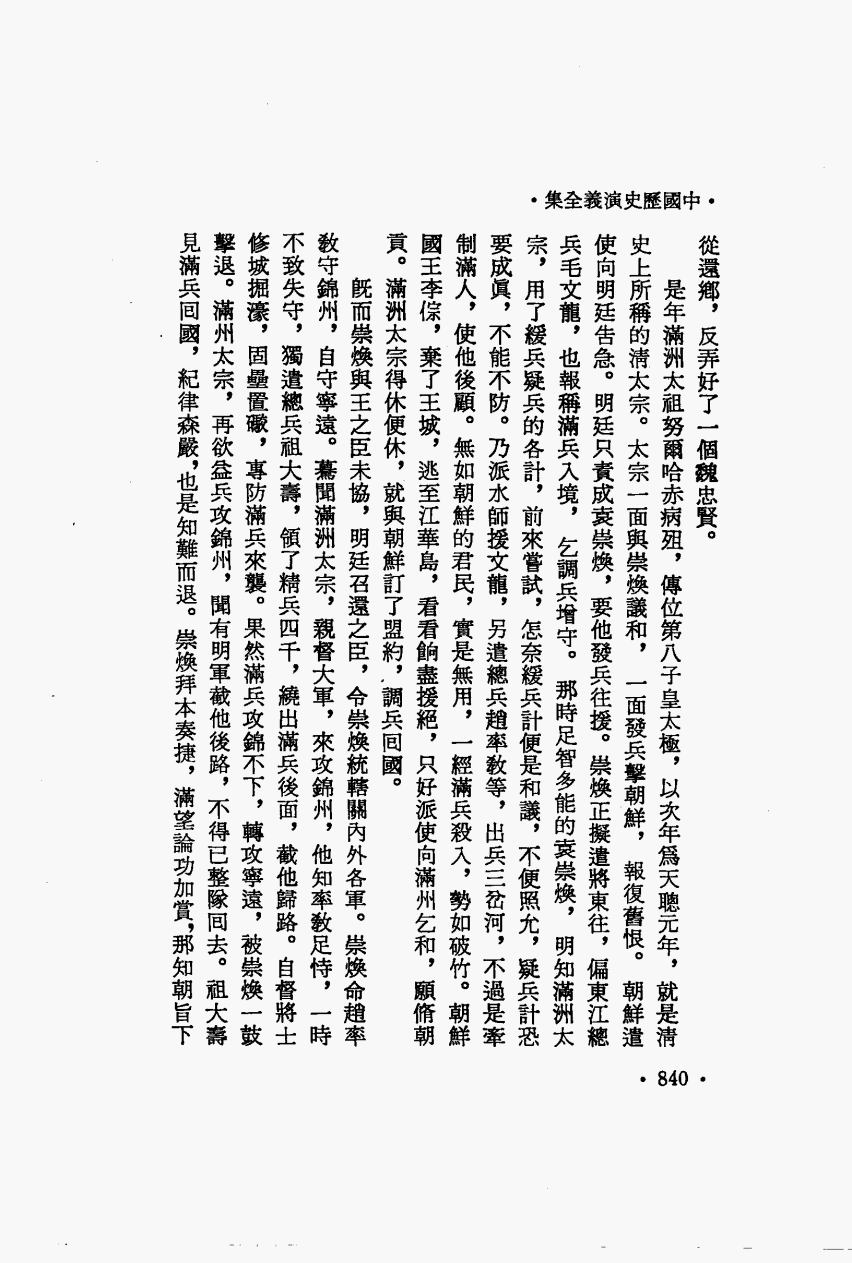 ·中國歷史演義全集·
從還鄉，反弄好了一個魏忠賢。
是年滿洲太祖努爾哈赤病歿，傳位第八子皇太極，以次年爲天聰元年，就是清
史上所稱的清太宗。太宗一面與崇煥議和，一面發兵擊朝鮮，報復舊恨。朝鮮遣
使向明廷告急。明廷只責成袁崇煥，要他發兵往援。崇煥正擬遣將東往，偏東江總
兵毛文龍，也報稱滿兵入境，乞調兵增守。那時足智多能的袁崇煥，明知滿洲太
宗，用了緩兵疑兵的各計，前來嘗試，怎奈緩兵計便是和議，不便照允，疑兵計恐
要成眞，不能不防。乃派水師援文龍，另遣總兵趙率教等，出兵三岔河，不過是牽
制滿人，使他後顧。無如朝鮮的君民，實是無用，一經滿兵殺入，勢如破竹。朝鮮
國王李倧，棄了王城，逃至江華島，看看餉盡援絕，只好派使向滿州乞和，願脩朝
貢。滿洲太宗得休便休，就與朝鮮訂了盟約，調兵回國。
旣而崇煥與王之臣未協，明廷召還之臣，令崇煥統轄關內外各軍。崇煥命趙率
教守錦州，自守寧遠。驀聞滿洲太宗，親督大軍，來攻錦州，他知率教足恃，一時
不致失守，獨遣總兵祖大壽，領了精兵四千，繞出滿兵後面，截他歸路。自督將士
修城掘濠，固壘置礮，專防滿兵來襲。果然滿兵攻錦不下，轉攻寧遠，被崇煥一鼓
擊退。滿州太宗，再欲益兵攻錦州，聞有明軍截他後路，不得已整隊回去。祖大壽
見滿兵回國，紀律森嚴，也是知難而退。崇煥拜本奏捷，滿望論功加賞，那知朝旨下
·840·